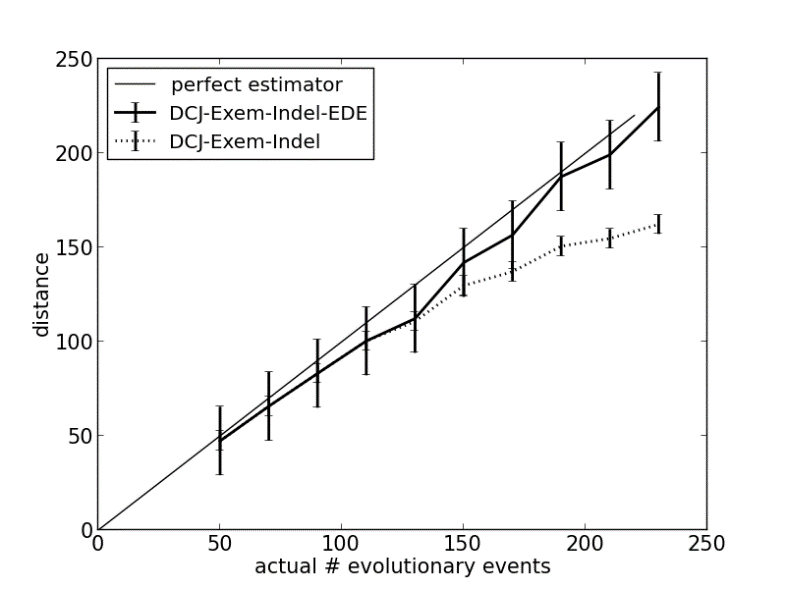 250
perfect estimator
DCJ-Exem-Indel-EDE
DCJ-Exem-Indel
200
150
distance
100
50
0
0 50 100 150 200 250
actual # evolutionary events